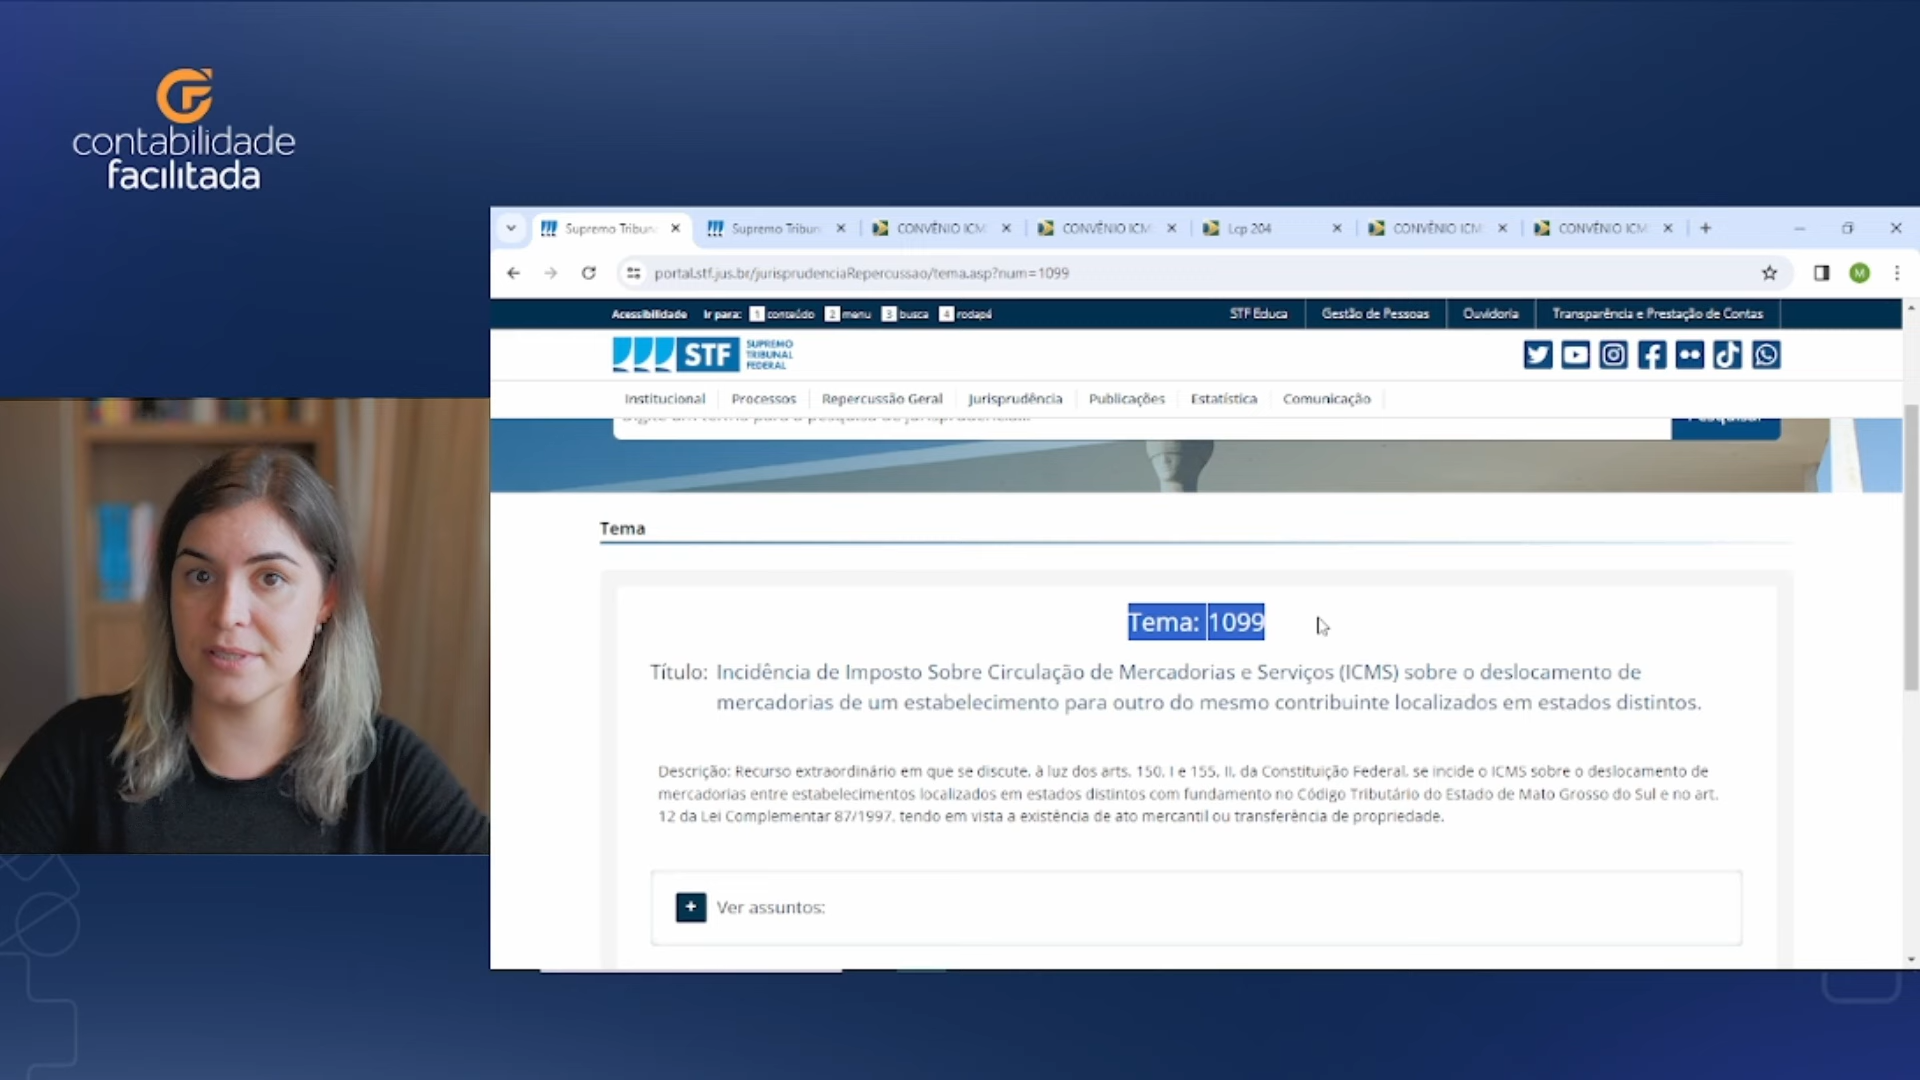 contabilidade
facilitada
Supremo Tribun
Supremo Tribun
CONVÊNIO ICM
CONVÊNIO ICM
Lcp 204
CONVÊNIO ICM
CONVÊNIO ICM
portal.stf.jus.br/jurisprudenciaRepercussao/tema.asp?num=1099
M
Acessibilidade Ir para: 1 conteúdo 2 menu 3 busca 4 rodapé
STF Educa Gestão de Pessoas Ouvidoria Transparência e Prestação de Contas
STF
SUPREMO
TRIBUNAL
FEDERAL
Institucional Processos Repercussão Geral Jurisprudência Publicações Estatística Comunicação
Tema
Tema: 1099
Título: Incidência de Imposto Sobre Circulação de Mercadorias e Serviços (ICMS) sobre o deslocamento de
mercadorias de um estabelecimento para outro do mesmo contribuinte localizados em estados distintos.
Descrição: Recurso extraordinário em que se discute, à luz dos arts. 150, I e 155, II, da Constituição Federal, se incide o ICMS sobre o deslocamento de
mercadorias entre estabelecimentos localizados em estados distintos com fundamento no Código Tributário do Estado de Mato Grosso do Sul e no art.
12 da Lei Complementar 87/1997, tendo em vista a existência de ato mercantil ou transferência de propriedade.
+ Ver assuntos: